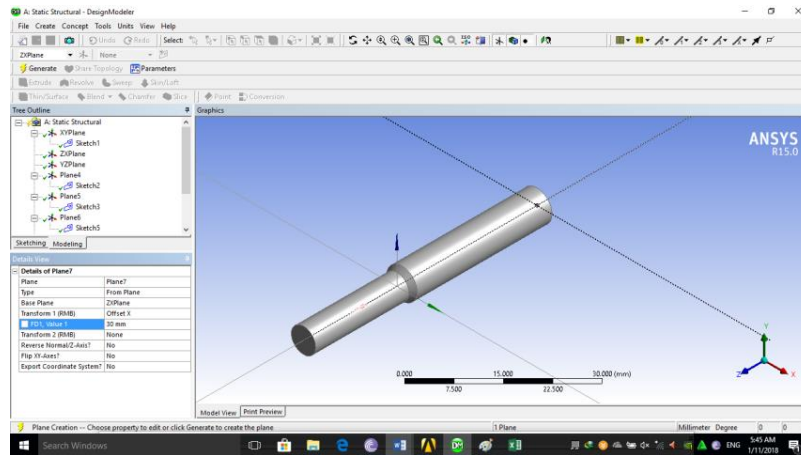 A: Static Structural - DesignModeler
File Create Concept Tools Units View Help
Undo Redo Select:
ZXPlane None
Generate Share Topology Parameters
Extrude Revolve Sweep Skin/Loft
Thin/Surface Blend Chamfer Slice Point Conversion
Tree Outline
A: Static Structural
XYPlane
Sketch1
ZXPlane
YZPlane
Plane4
Sketch2
Plane5
Sketch3
Plane6
Sketch5
Sketching Modeling
Details View
Details of Plane7
Plane Plane7
Type From Plane
Base Plane ZXPlane
Transform 1 (RMB) Offset X
FD1, Value 1 30 mm
Transform 2 (RMB) None
Reverse Normal/Z-Axis? No
Flip XY-Axes? No
Export Coordinate System? No
Graphics
ANSYS
R15.0
0.000 15.000 30.000 (mm)
7.500 22.500
Y
Z X
Model View Print Preview
Plane Creation -- Choose property to edit or click Generate to create the plane 1 Plane Millimeter Degree 0 0
Search Windows ENG 5:45 AM
1/11/2018